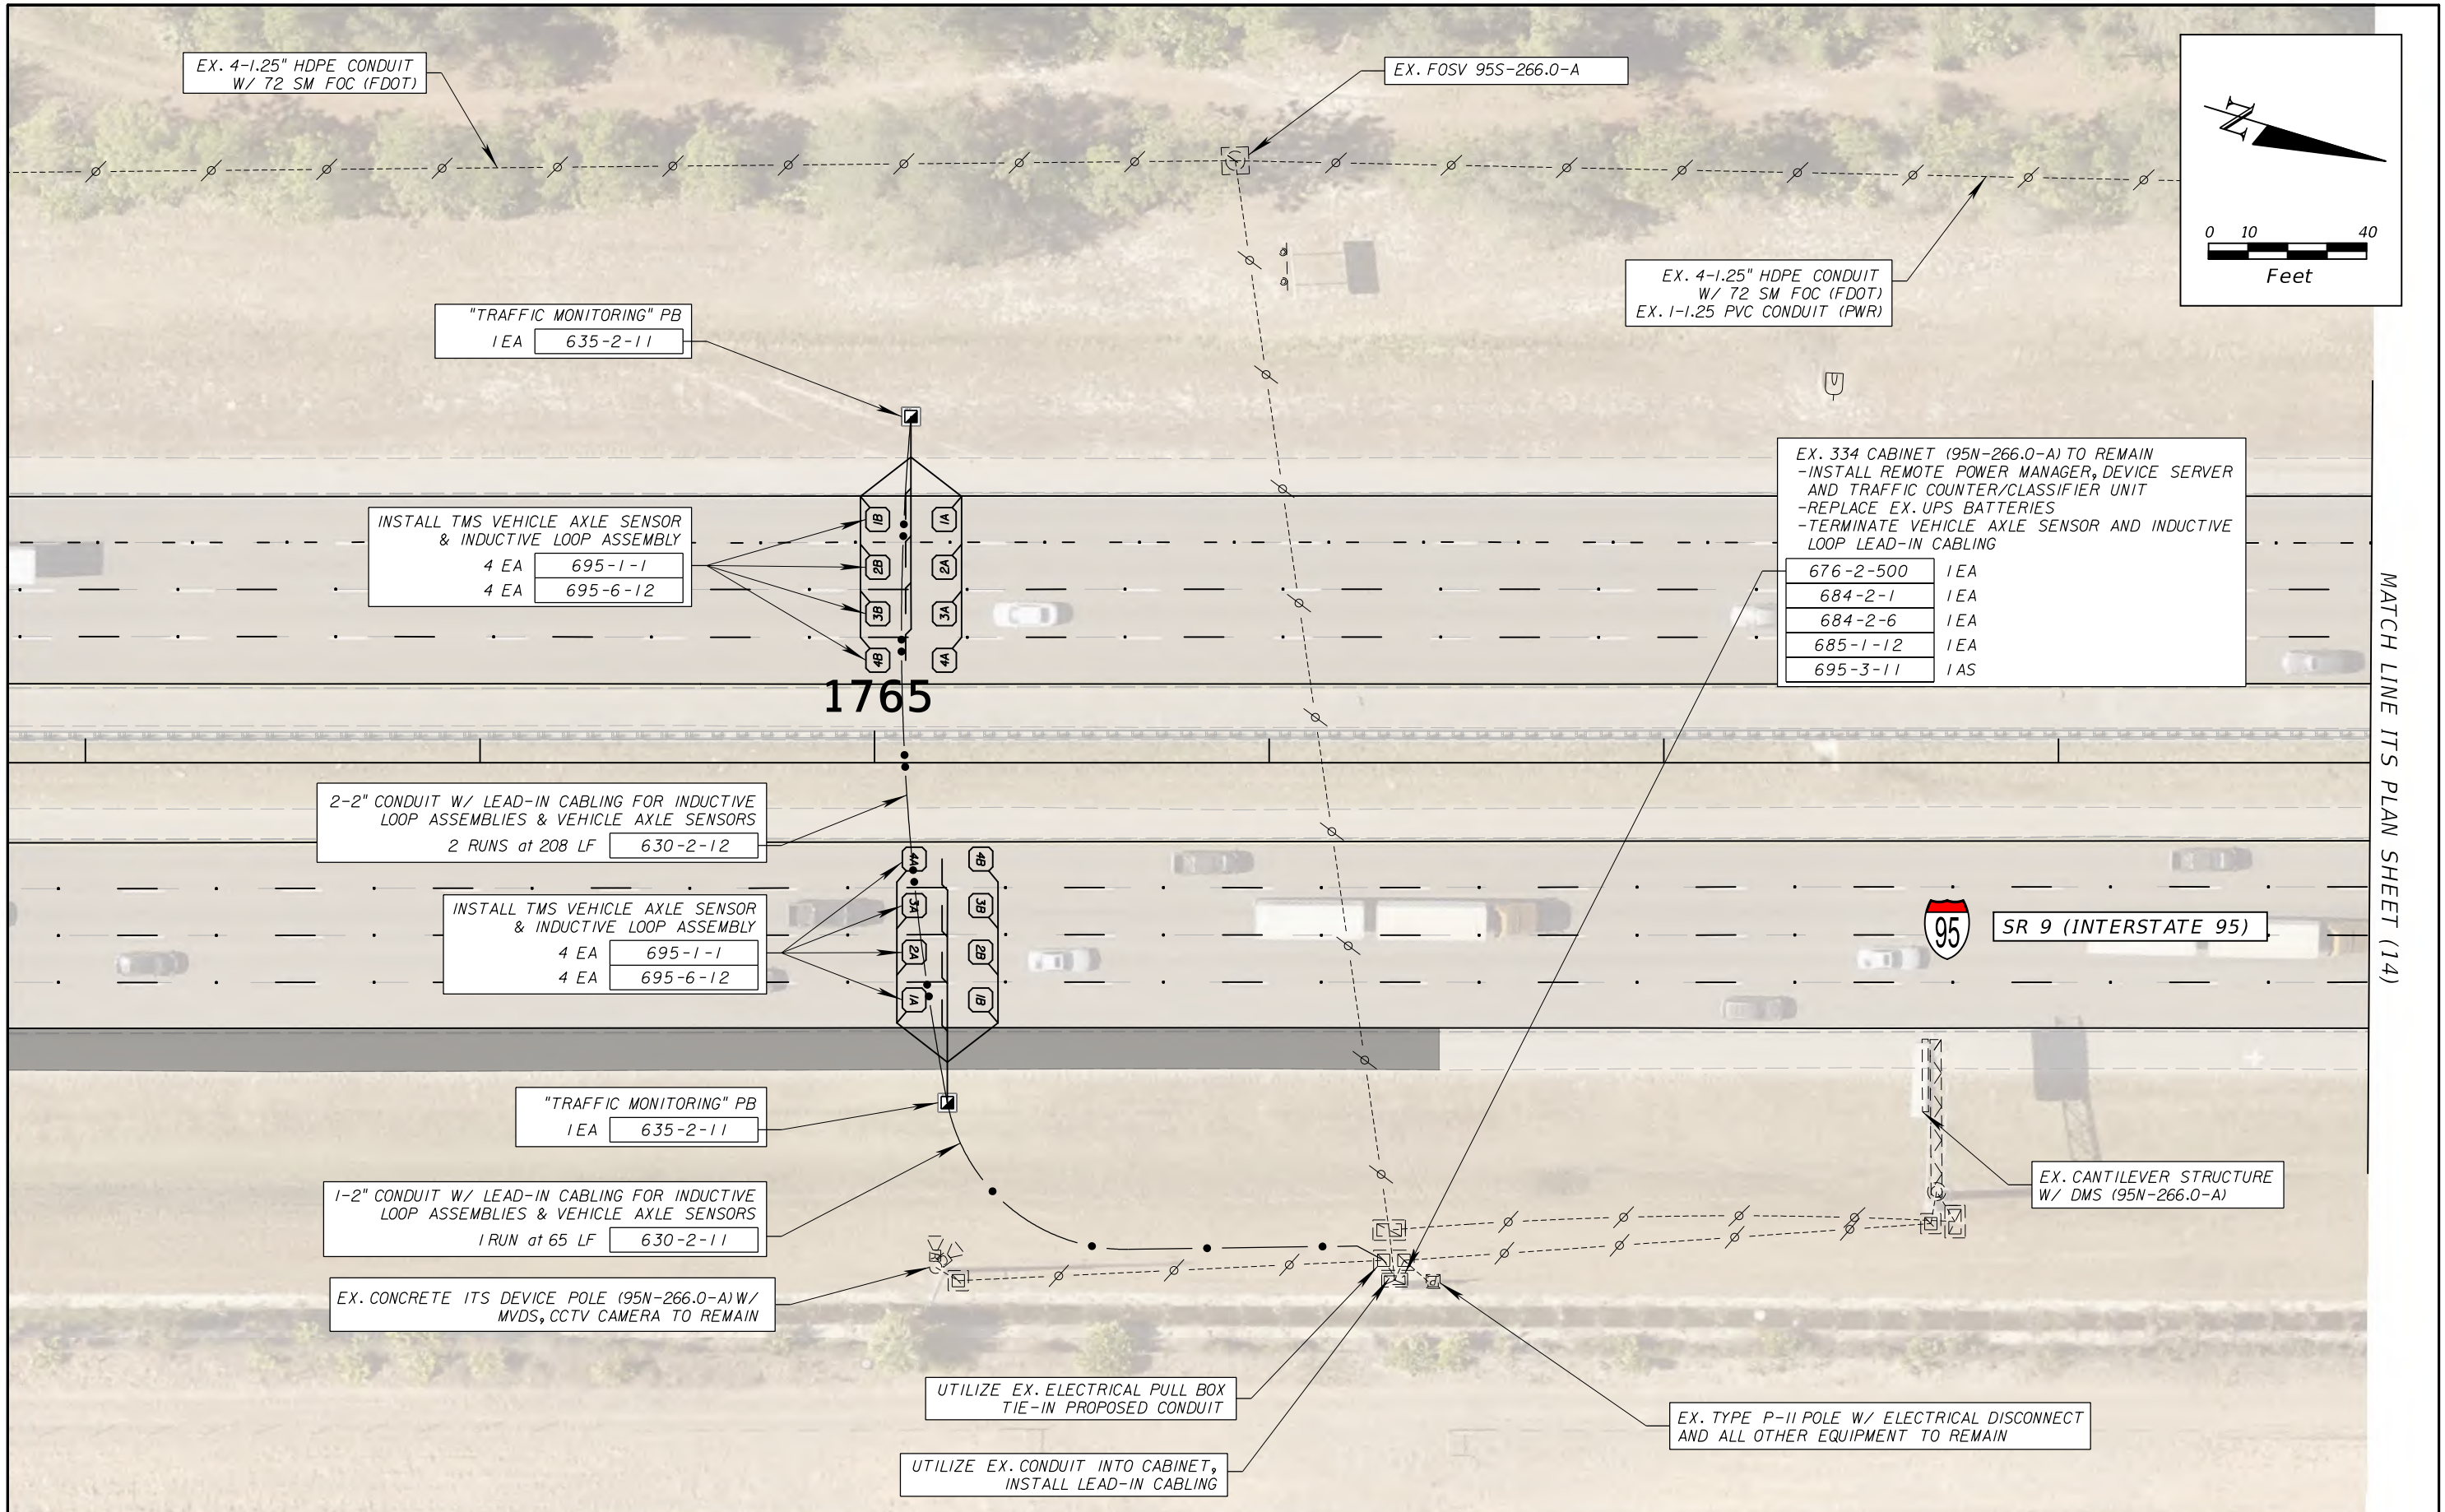 EX. 4-1.25" HDPE CONDUIT
W/ 72 SM FOC (FDOT)
EX. FOSV 95S-266.0-A
N
0 10 40
Feet
EX. 4-1.25" HDPE CONDUIT
W/ 72 SM FOC (FDOT)
EX. 1-1.25 PVC CONDUIT (PWR)
"TRAFFIC MONITORING" PB
1 EA 635-2-11
EX. 334 CABINET (95N-266.0-A) TO REMAIN
-INSTALL REMOTE POWER MANAGER, DEVICE SERVER
AND TRAFFIC COUNTER/CLASSIFIER UNIT
-REPLACE EX. UPS BATTERIES
-TERMINATE VEHICLE AXLE SENSOR AND INDUCTIVE
LOOP LEAD-IN CABLING
676-2-500 1 EA
684-2-1 1 EA
684-2-6 1 EA
685-1-12 1 EA
695-3-11 1 AS
INSTALL TMS VEHICLE AXLE SENSOR
& INDUCTIVE LOOP ASSEMBLY
4 EA 695-1-1
4 EA 695-6-12
1B 1A
2B 2A
3B 3A
4B 4A
1765
MATCH LINE ITS PLAN SHEET (14)
2-2" CONDUIT W/ LEAD-IN CABLING FOR INDUCTIVE
LOOP ASSEMBLIES & VEHICLE AXLE SENSORS
2 RUNS at 208 LF 630-2-12
4A 4B
3A 3B
2A 2B
1A 1B
INSTALL TMS VEHICLE AXLE SENSOR
& INDUCTIVE LOOP ASSEMBLY
4 EA 695-1-1
4 EA 695-6-12
95
SR 9 (INTERSTATE 95)
"TRAFFIC MONITORING" PB
1 EA 635-2-11
1-2" CONDUIT W/ LEAD-IN CABLING FOR INDUCTIVE
LOOP ASSEMBLIES & VEHICLE AXLE SENSORS
1 RUN at 65 LF 630-2-11
EX. CANTILEVER STRUCTURE
W/ DMS (95N-266.0-A)
EX. CONCRETE ITS DEVICE POLE (95N-266.0-A) W/
MVDS, CCTV CAMERA TO REMAIN
UTILIZE EX. ELECTRICAL PULL BOX
TIE-IN PROPOSED CONDUIT
EX. TYPE P-II POLE W/ ELECTRICAL DISCONNECT
AND ALL OTHER EQUIPMENT TO REMAIN
UTILIZE EX. CONDUIT INTO CABINET,
INSTALL LEAD-IN CABLING